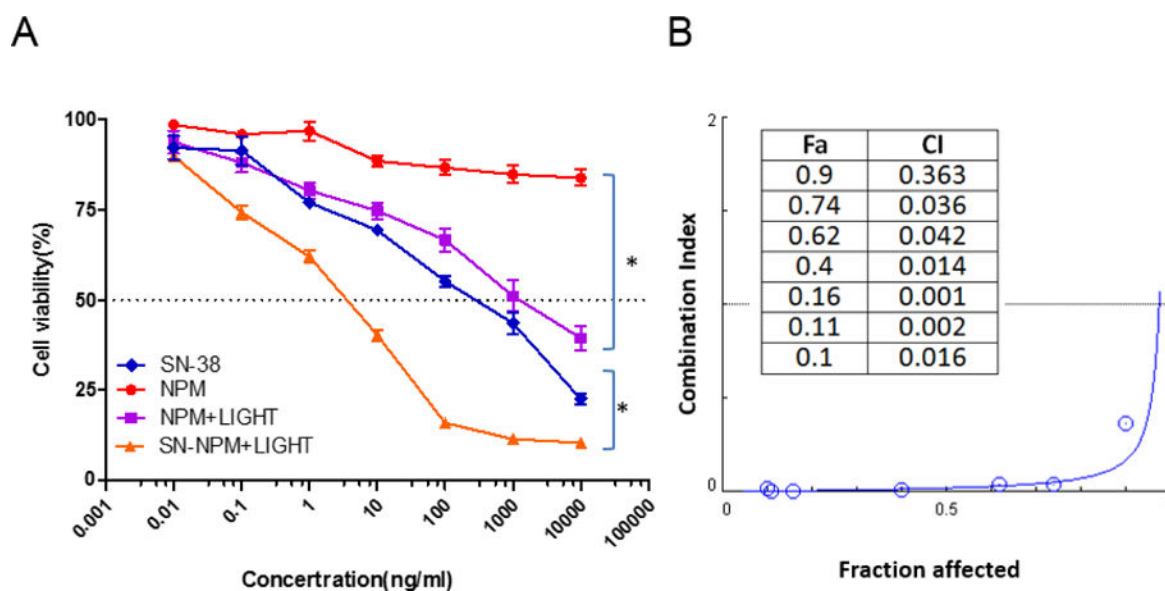 A
100
75
50
25
0
Cell viability(%)
SN-38
NPM
NPM+LIGHT
SN-NPM+LIGHT
*
*
0.001
0.01
0·1
1
10
100
1000
10000
100000
Concertration(ng/ml)
B
2
Combination Index
Fa CI
0.9 0.363
0.74 0.036
0.62 0.042
0.4 0.014
0.16 0.001
0.11 0.002
0.1 0.016
0
0 0.5
Fraction affected